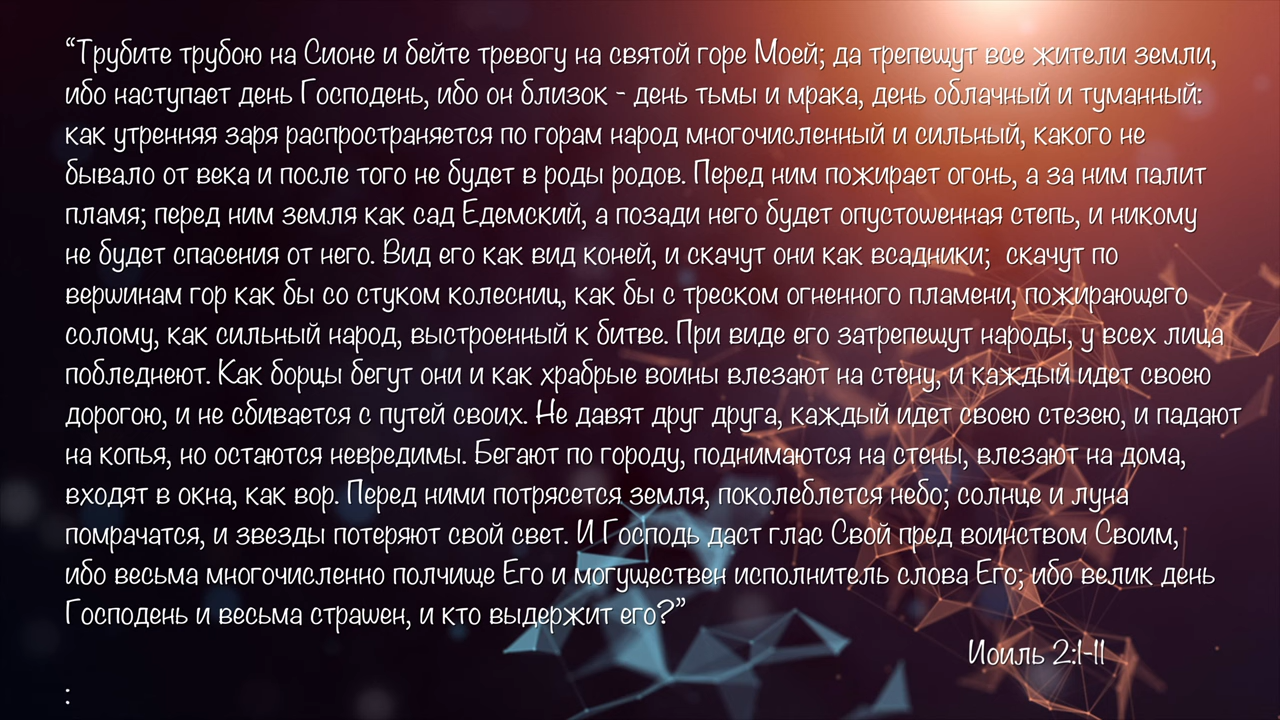 “Трубите трубою на Сионе и бейте тревогу на святой горе Моей; да трепещут все жители земли,
ибо наступает день Господень, ибо он близок - день тьмы и мрака, день облачный и туманный:
как утренняя заря распространяется по горам народ многочисленный и сильный, какого не
бывало от века и после того не будет в роды родов. Перед ним пожирает огонь, а за ним палит
пламя; перед ним земля как сад Едемский, а позади него будет опустошенная степь, и никому
не будет спасения от него. Вид его как вид коней, и скачут они как всадники;  скачут по
вершинам гор как бы со стуком колесниц, как бы с треском огненного пламени, пожирающего
солому, как сильный народ, выстроенный к битве. При виде его затрепещут народы, у всех лица
побледнеют. Как борцы бегут они и как храбрые воины влезают на стену, и каждый идет своею
дорогою, и не сбивается с путей своих. Не давят друг друга, каждый идет своею стезею, и падают
на копья, но остаются невредимы. Бегают по городу, поднимаются на стены, влезают на дома,
входят в окна, как вор. Перед ними потрясется земля, поколеблется небо; солнце и луна
помрачатся, и звезды потеряют свой свет. И Господь даст глас Свой пред воинством Своим,
ибо весьма многочисленно полчище Его и могуществен исполнитель слова Его; ибо велик день
Господень и весьма страшен, и кто выдержит его?”
Иоиль 2:1-11
: